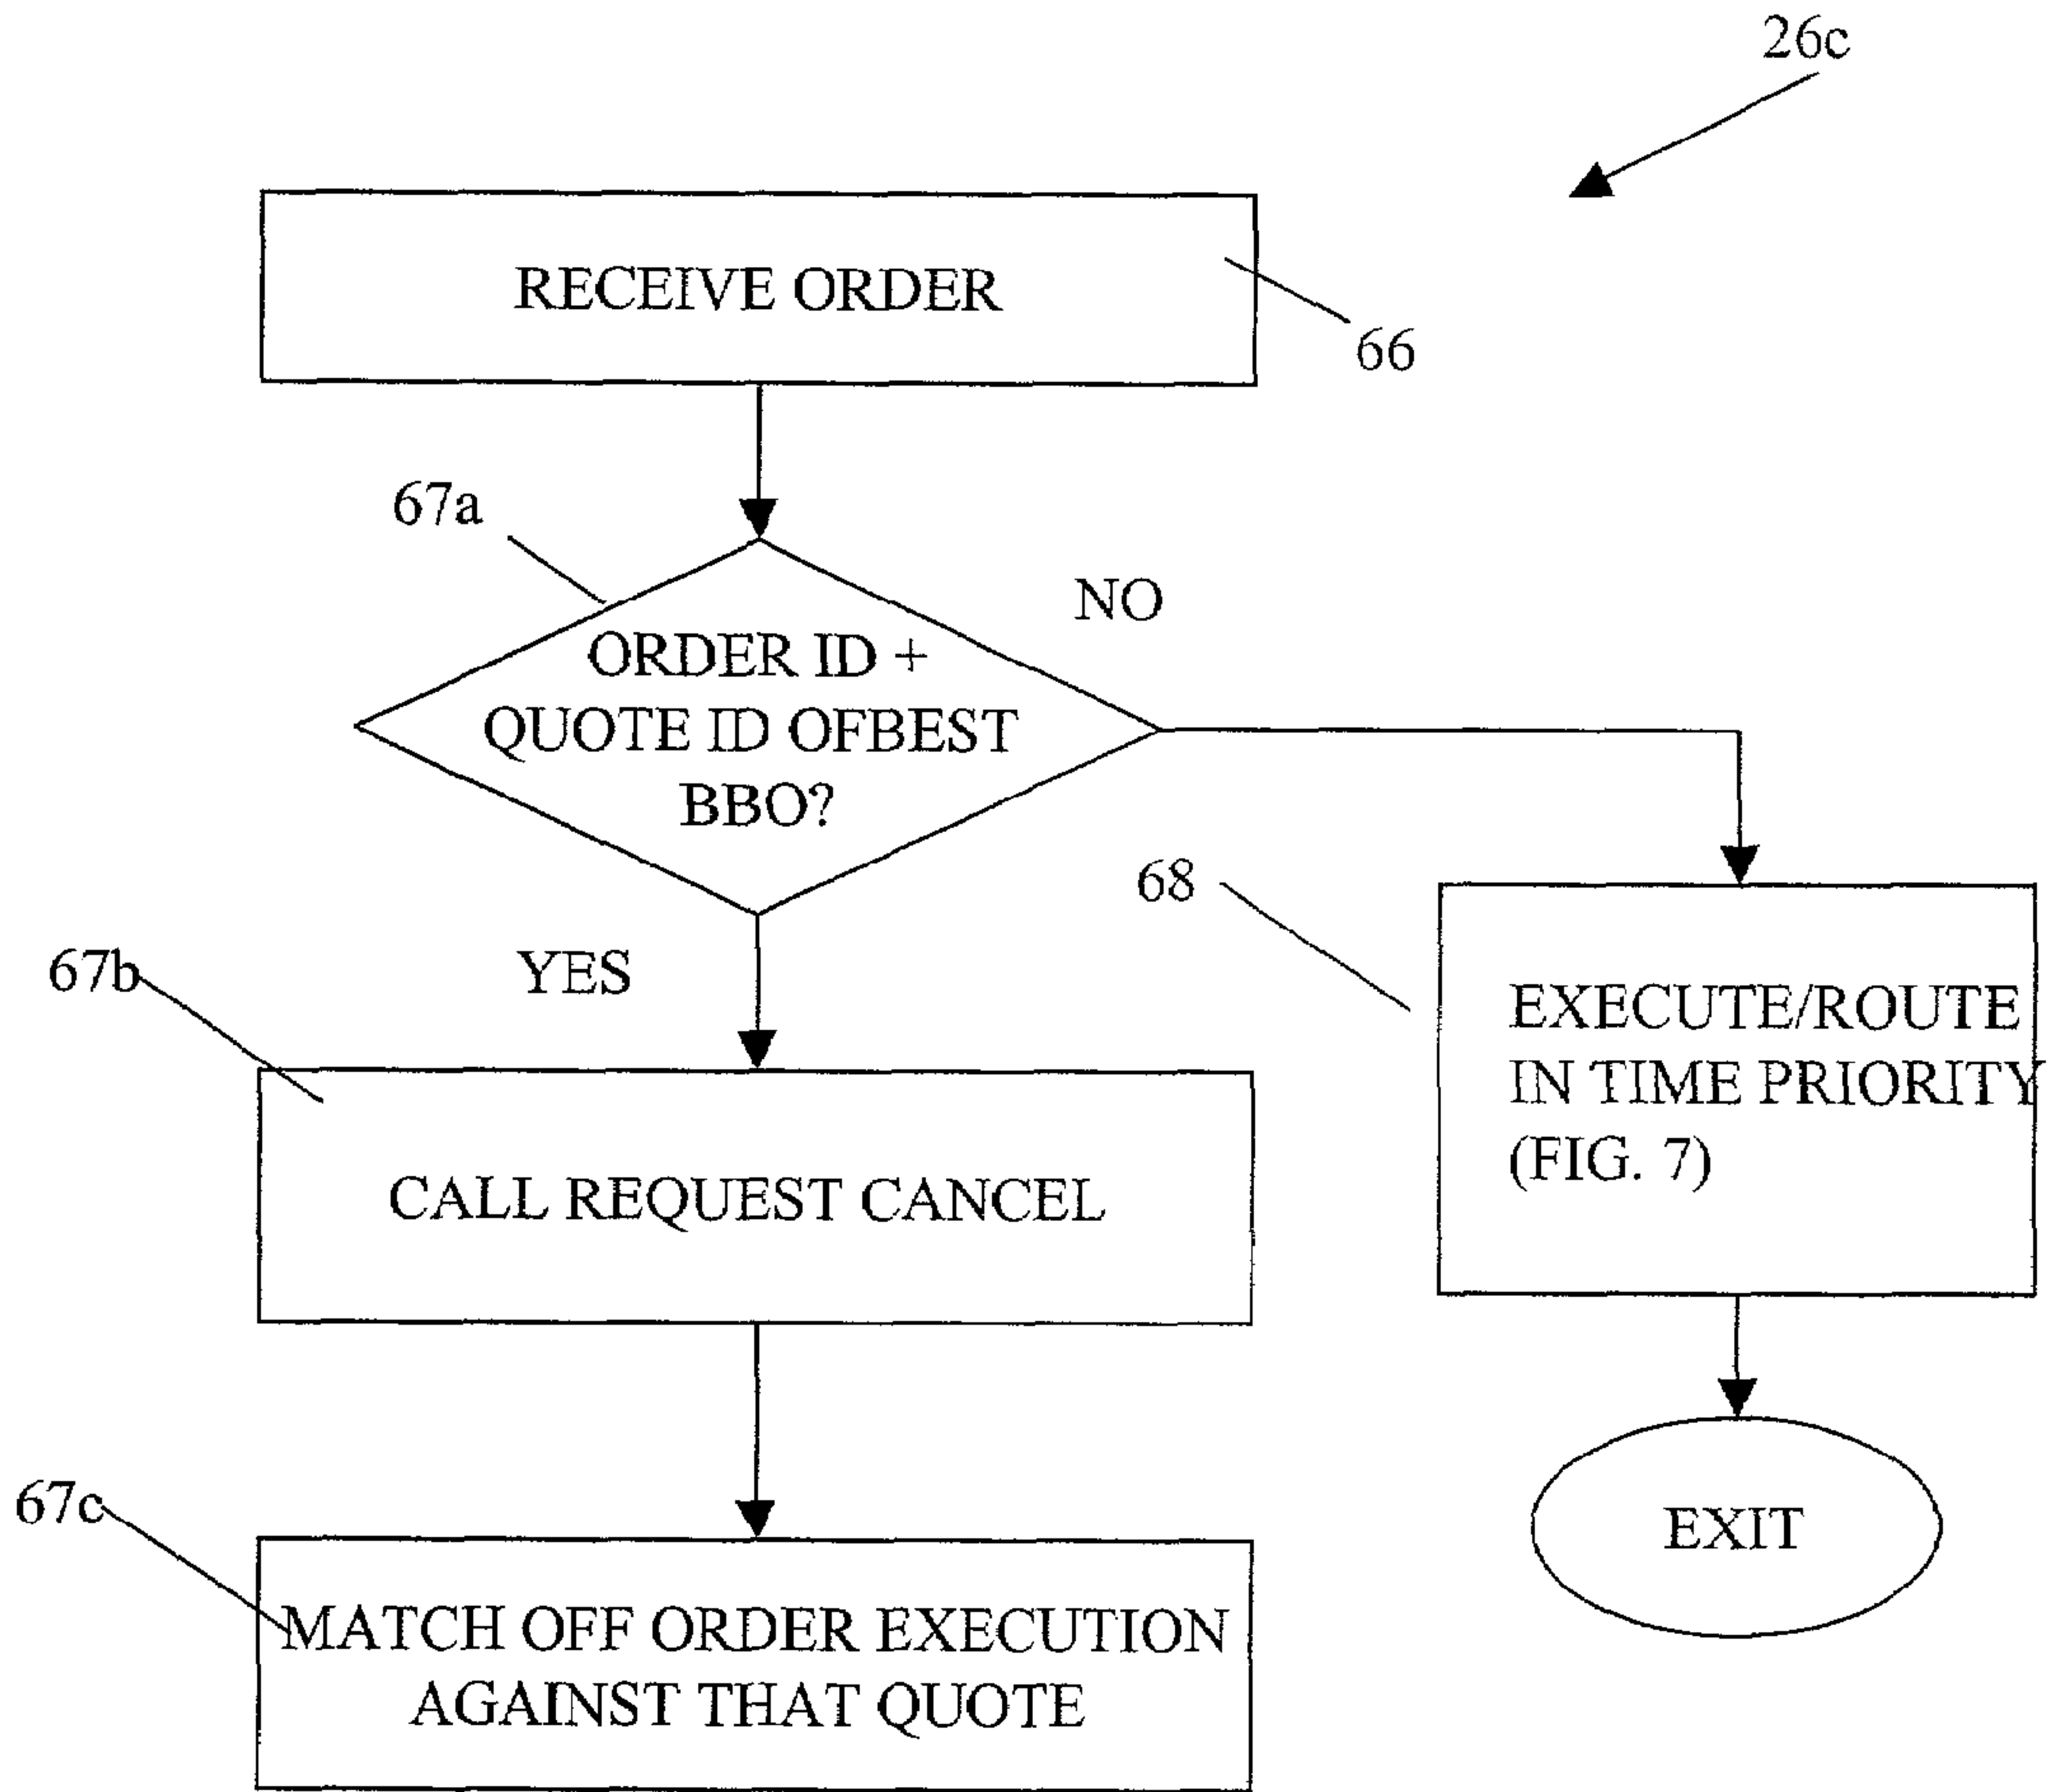 26c
RECEIVE ORDER
66
67a
NO
ORDER ID +
QUOTE ID OFBEST
BBO?
68
YES
67b
EXECUTE/ROUTE
IN TIME PRIORITY
(FIG. 7)
CALL REQUEST CANCEL
67c
EXIT
MATCH OFF ORDER EXECUTION
AGAINST THAT QUOTE